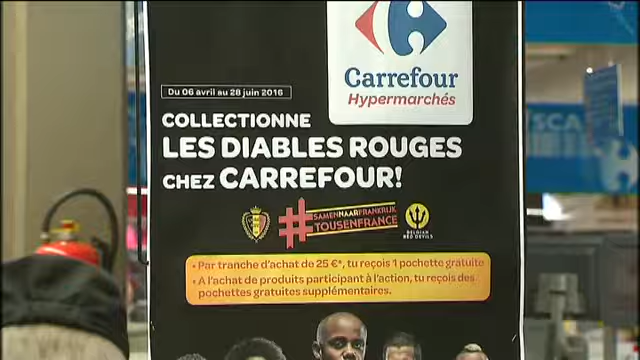 Carrefour
Hypermarchés
Du 06 avril au 28 juin 2016
COLLECTIONNE
LES DIABLES ROUGES
CHEZ CARREFOUR!
#SAMENNAARFRANKRIJK
TOUSENFRANCE
BELGIAN
RED DEVILS
• Par tranche d'achat de 25 €*, tu reçois 1 pochette gratuite
• A l'achat de produits participant à l'action, tu reçois des
pochettes gratuites supplémentaires.
SCA